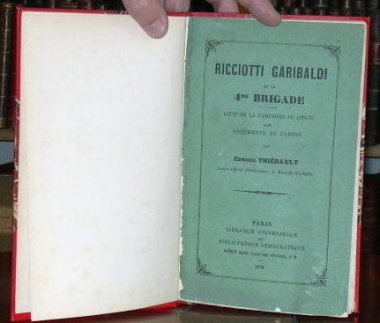 RICCIOTTI GARIBALDI
ET LA
4ME BRIGADE
RÉCIT DE LA CAMPAGNE DE 1870-71
AVEC
DOCUMENTS ET CARTES
PAR
EDMOND THIÉBAULT
PARIS
LIBRAIRIE UNIVERSELLE
ET
BIBLIOTHÈQUE DÉMOCRATIQUE
1872